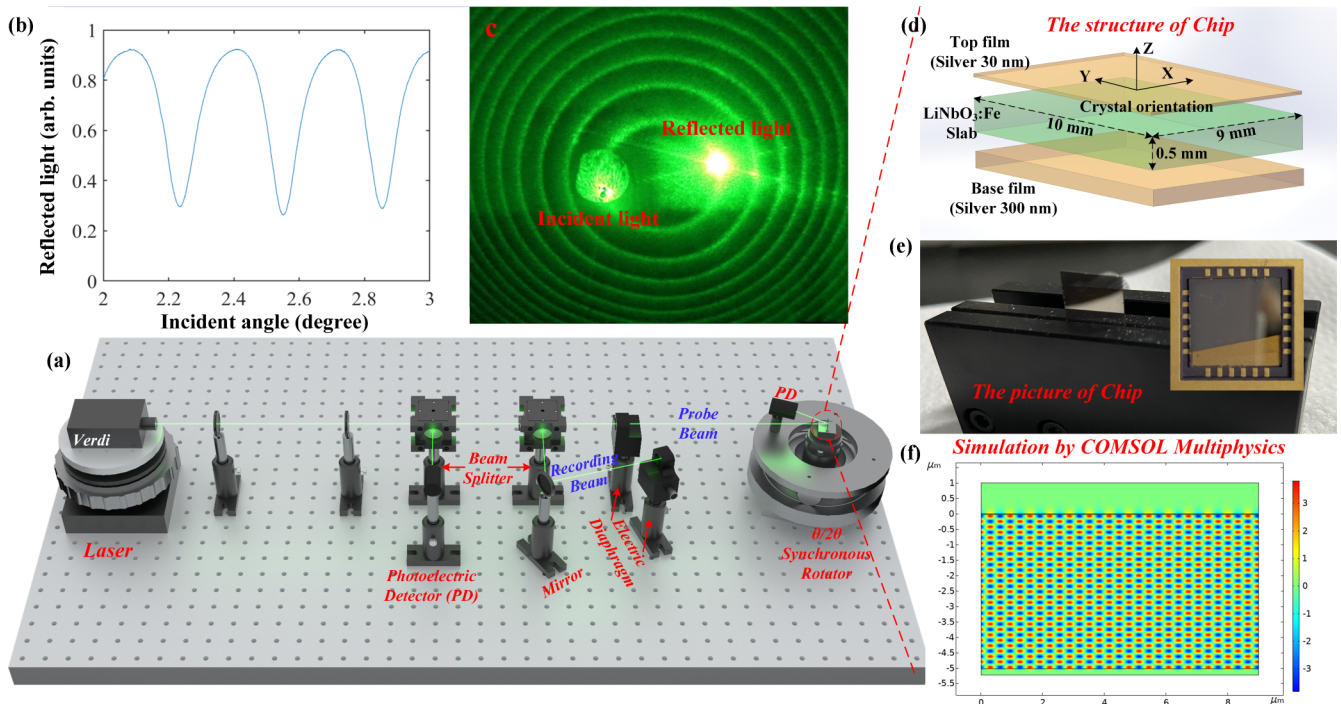 (b)
Reflected light (arb. units)
1
0.8
0.6
0.4
0.2
0
2
2.2
2.4
2.6
2.8
3
Incident angle (degree)
c
Reflected light
Incident light
(d)
The structure of Chip
Top film
(Silver 30 nm)
Z
Y
X
Crystal orientation
LiNbO3:Fe
Slab
10 mm
9 mm
0.5 mm
Base film
(Silver 300 nm)
(e)
The picture of Chip
(a)
Verdi
Laser
Beam
Splitter
Photoelectric
Detector (PD)
Recording
Beam
Mirror
Electric
Diaphragm
Probe
Beam
PD
θ/2θ
Synchronous
Rotator
Simulation by COMSOL Multiphysics
(f)
μm
1
0.5
0
-0.5
-1
-1.5
-2
-2.5
-3
-3.5
-4
-4.5
-5
-5.5
0
2
4
6
8
μm
3
2
1
0
-1
-2
-3